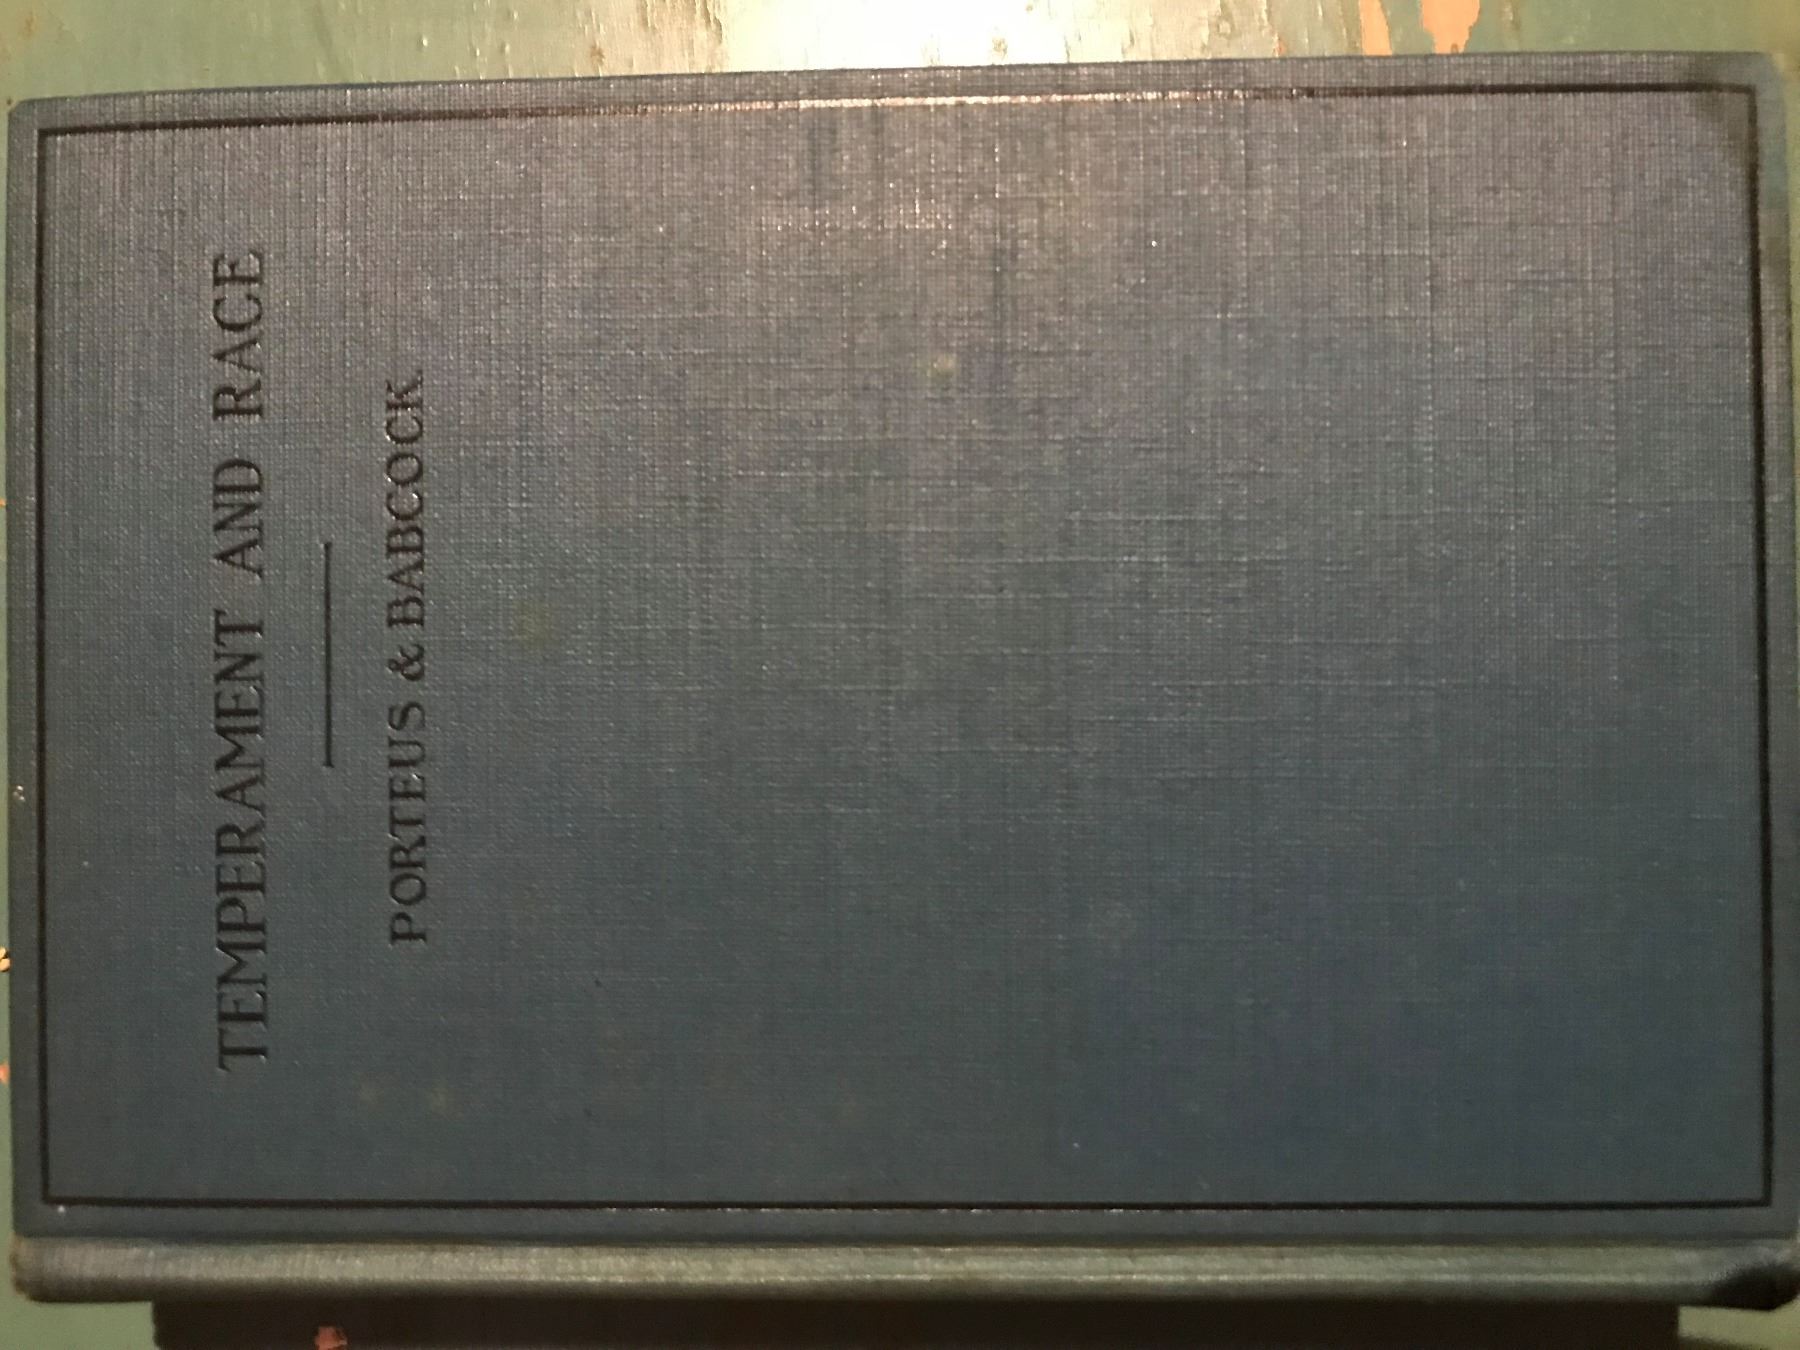 TEMPERAMENT AND RACE
PORTEUS & BABCOCK